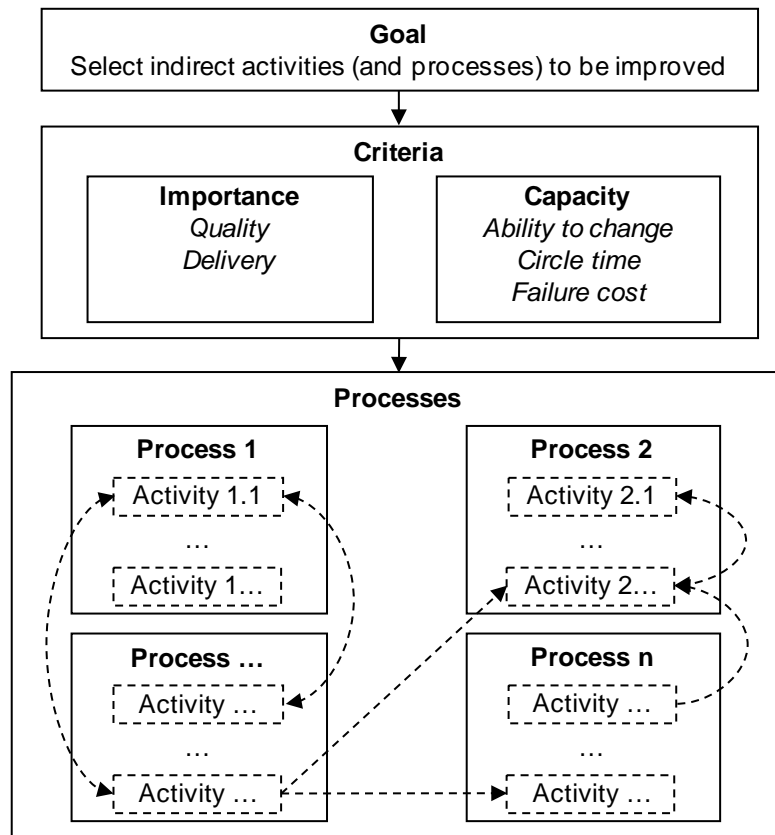 Goal
Select indirect activities (and processes) to be improved
Criteria
Importance
Quality
Delivery
Capacity
Ability to change
Circle time
Failure cost
Processes
Process 1
Activity 1.1
…
Activity 1…
Process 2
Activity 2.1
…
Activity 2…
Process …
Activity …
…
Activity …
Process n
Activity …
…
Activity …